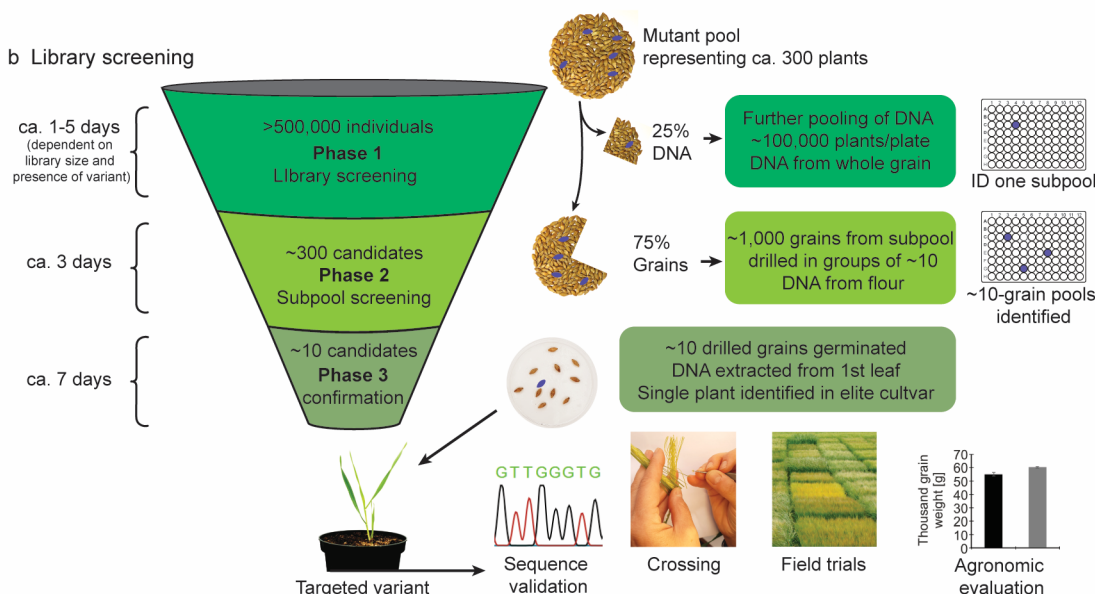 b Library screening
Mutant pool
representing ca. 300 plants
ca. 1-5 days
(dependent on
library size and
presence of variant)
>500,000 individuals
Phase 1
LIbrary screening
25%
DNA
Further pooling of DNA
~100,000 plants/plate
DNA from whole grain
ID one subpool
ca. 3 days
~300 candidates
Phase 2
Subpool screening
75%
Grains
~1,000 grains from subpool
drilled in groups of ~10
DNA from flour
~10-grain pools
identified
ca. 7 days
~10 candidates
Phase 3
confirmation
~10 drilled grains germinated
DNA extracted from 1st leaf
Single plant identified in elite cultvar
Targeted variant
GTTGGGTG
Sequence
validation
Crossing
Field trials
Thousand grain
weight [g]
70
60
50
40
30
20
10
0
Agronomic
evaluation